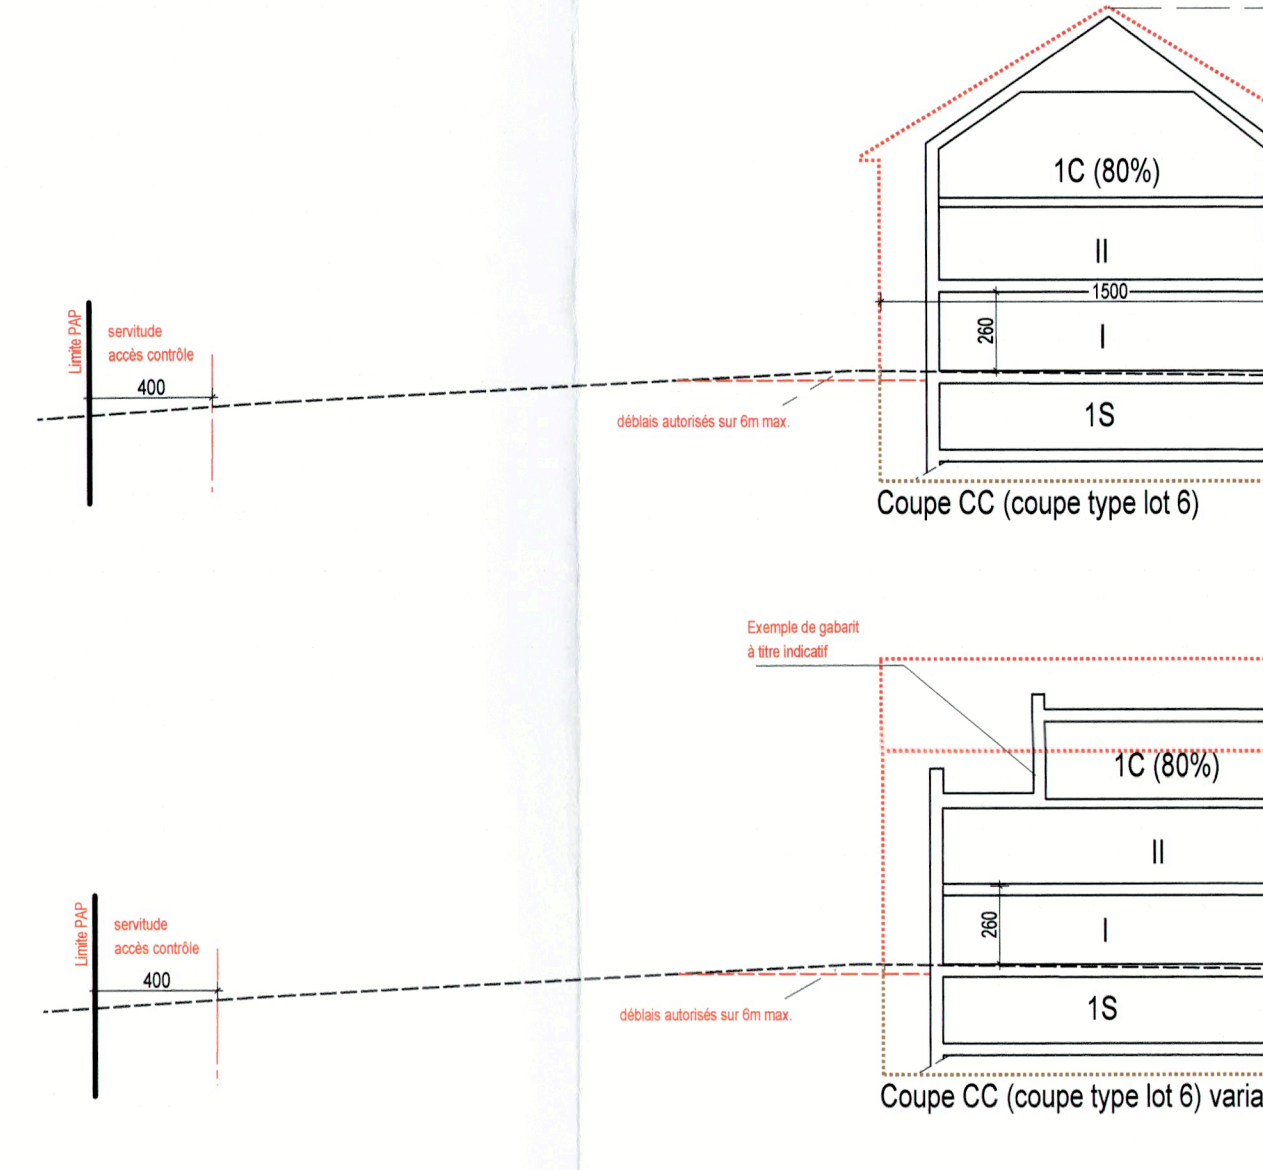 1C (80%)
II
1500
260
I
Limite PAP
servitude
accès contrôle
400
déblais autorisés sur 6m max.
1S
Coupe CC (coupe type lot 6)
Exemple de gabarit
à titre indicatif
1C (80%)
II
260
I
Limite PAP
servitude
accès contrôle
400
déblais autorisés sur 6m max.
1S
Coupe CC (coupe type lot 6) varia